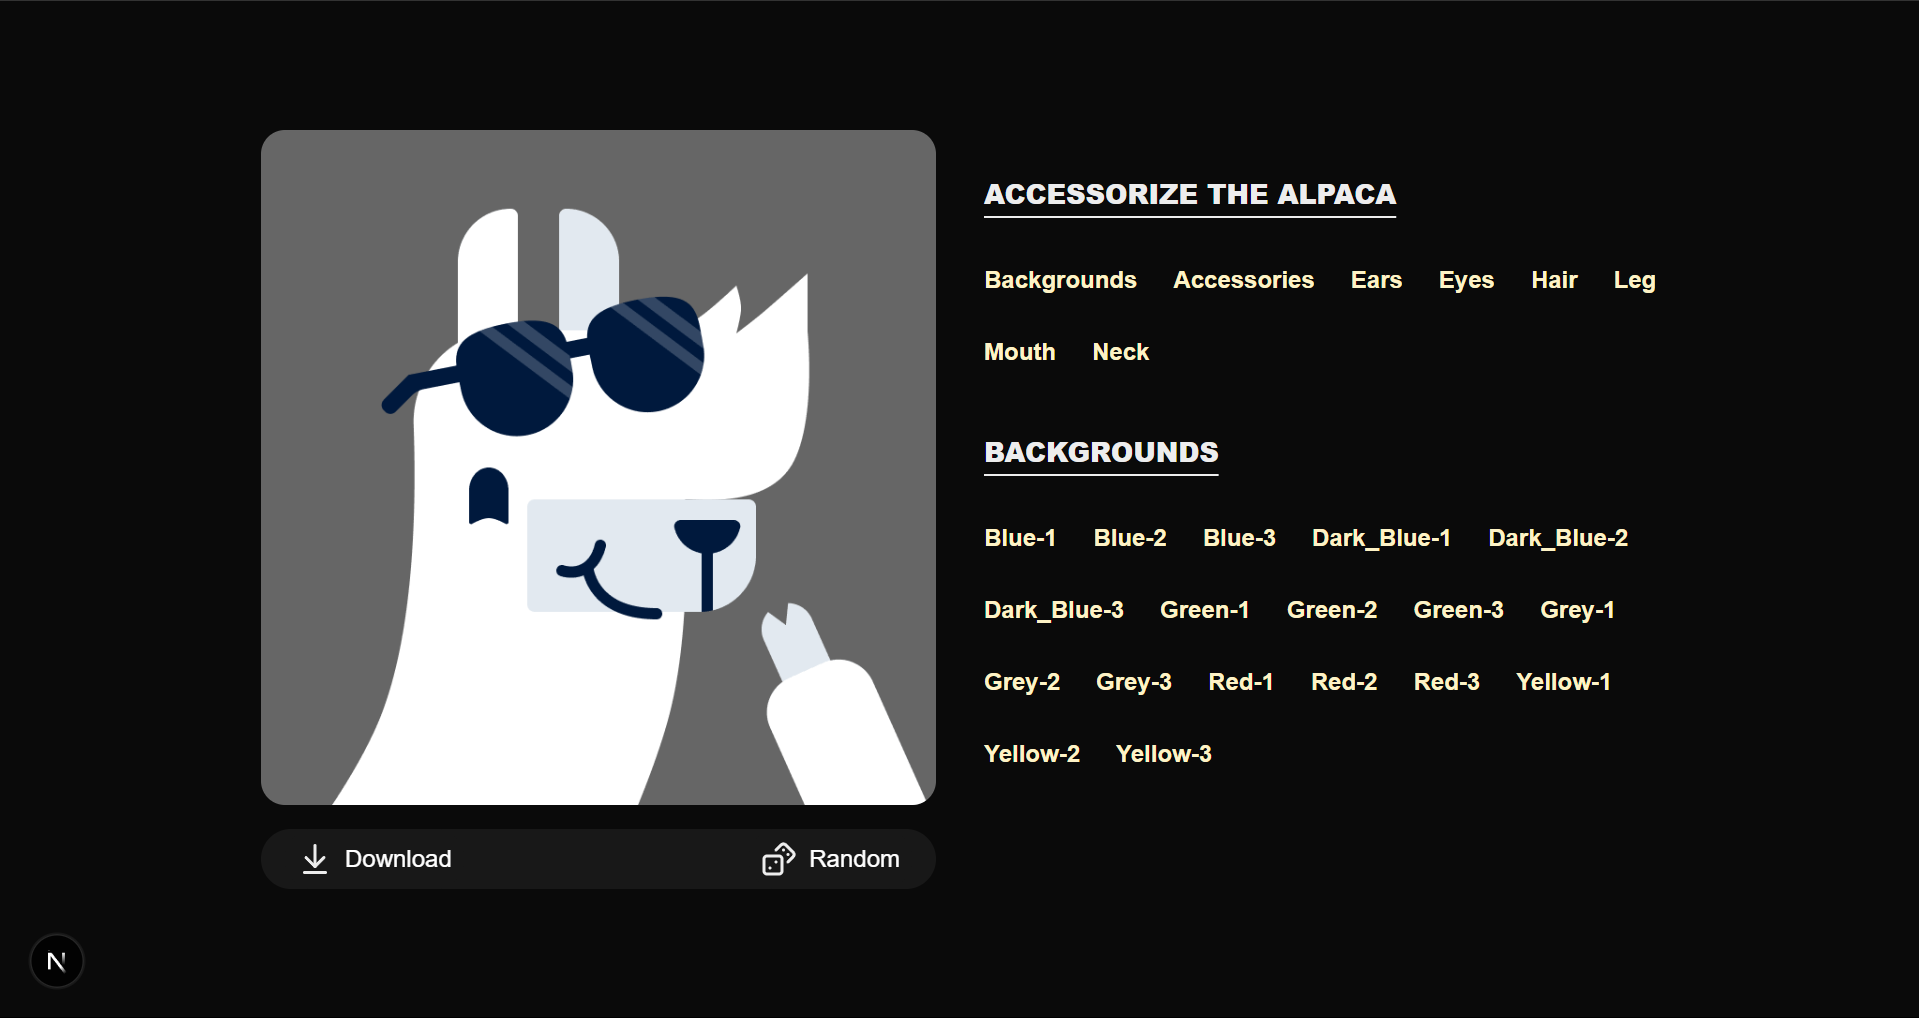 ACCESSORIZE THE ALPACA
Backgrounds Accessories Ears Eyes Hair Leg
Mouth Neck
BACKGROUNDS
Blue-1 Blue-2 Blue-3 Dark_Blue-1 Dark_Blue-2
Dark_Blue-3 Green-1 Green-2 Green-3 Grey-1
Grey-2 Grey-3 Red-1 Red-2 Red-3 Yellow-1
Yellow-2 Yellow-3
Download Random
N